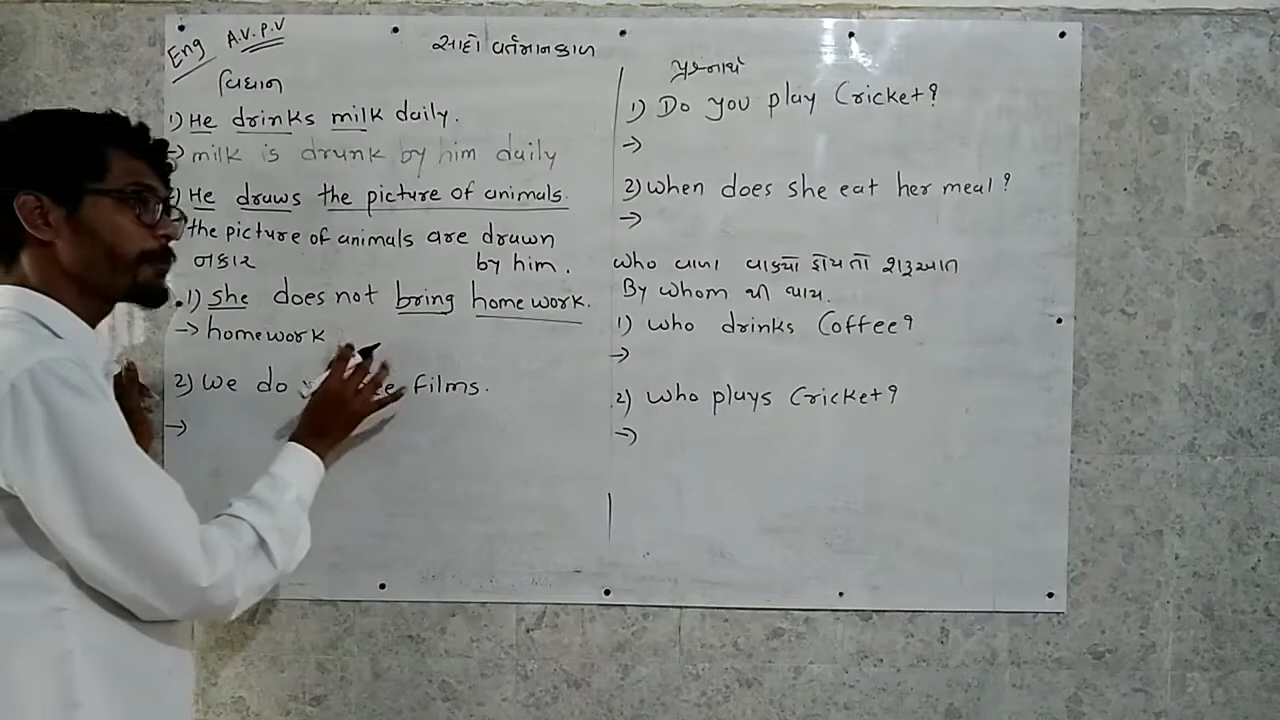 Eng A.V. P.V
સાદો વર્તમાનકાળ
વિધાન
1) He drinks milk daily.
→ milk is drunk by him daily
2) He draws the picture of animals.
the picture of animals are drawn
by him.
નકાર
1) she does not bring home work.
→ homework
2) we do films.
→
પ્રશ્નાર્થ
1) Do you play Cricket?
→
2) when does she eat her meal?
→
who વાળા વાક્યો હોય તો શરૂઆત
By whom થી થાય.
1) who drinks Coffee?
→
2) who plays Cricket?
→